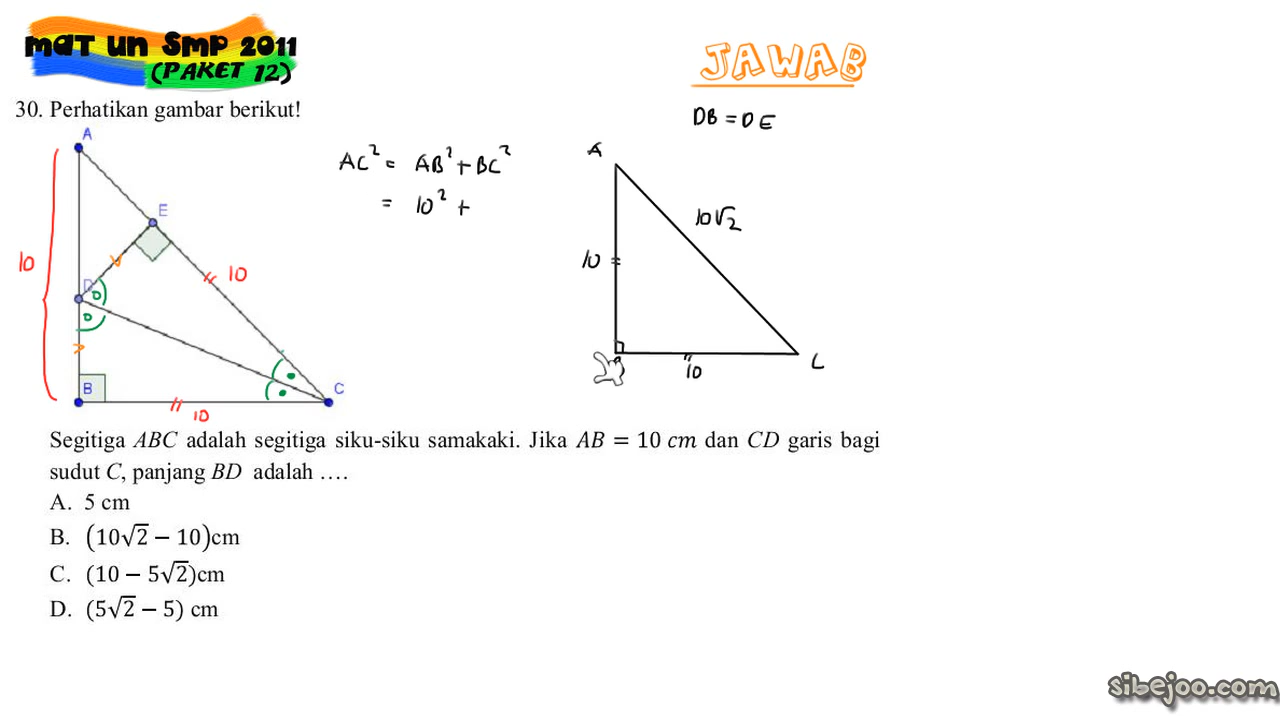 MAT UN SMP 2011
(PAKET 12)
JAWAB
30. Perhatikan gambar berikut!
DB = DE
A
E
D
B
C
10
10
10
AC² = AB² + BC²
= 10² +
A
10√2
10
10
C
Segitiga ABC adalah segitiga siku-siku samakaki. Jika AB = 10 cm dan CD garis bagi
sudut C, panjang BD adalah ….
A. 5 cm
B. (10√2 − 10)cm
C. (10 − 5√2)cm
D. (5√2 − 5) cm
sibejoo.com